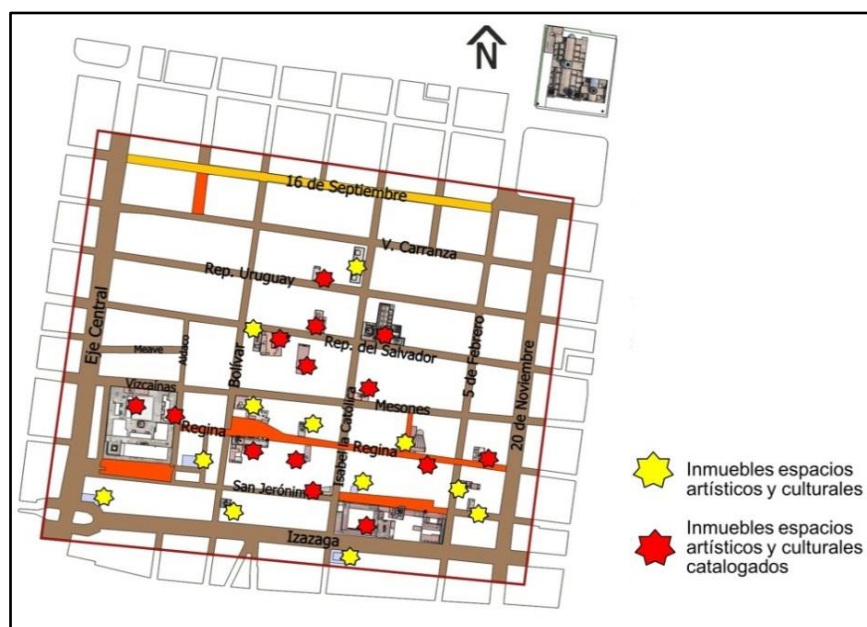 N
16 de Septiembre
V. Carranza
Rep. Uruguay
Eje Central
Rep. del Salvador
5 de Febrero
20 de Noviembre
Meave
Aldaco
Bolívar
Vizcaínas
Isabel la Católica
Mesones
Regina
Regina
San Jerónim
Izazaga
Inmuebles espacios
artísticos y culturales
Inmuebles espacios
artísticos y culturales
catalogados